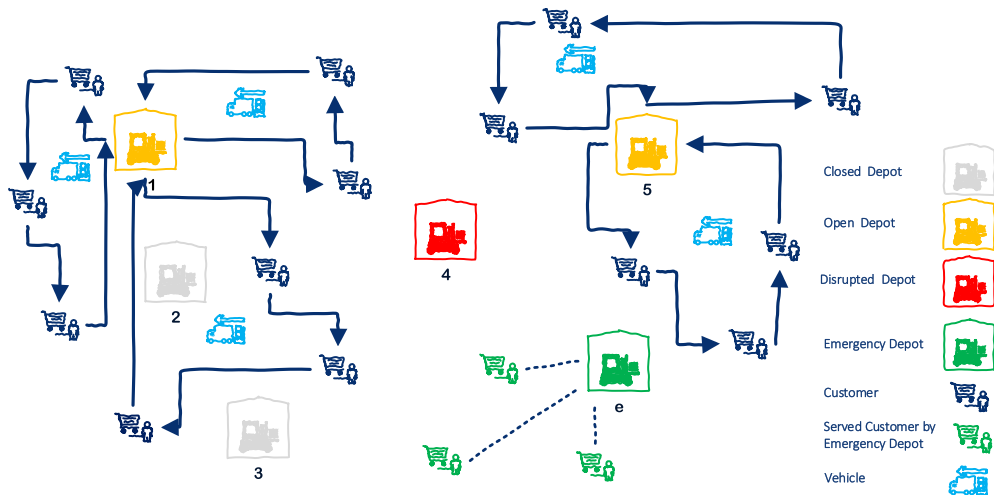 1
2
3
4
5
e
Closed Depot
Open Depot
Disrupted Depot
Emergency Depot
Customer
Served Customer by
Emergency Depot
Vehicle